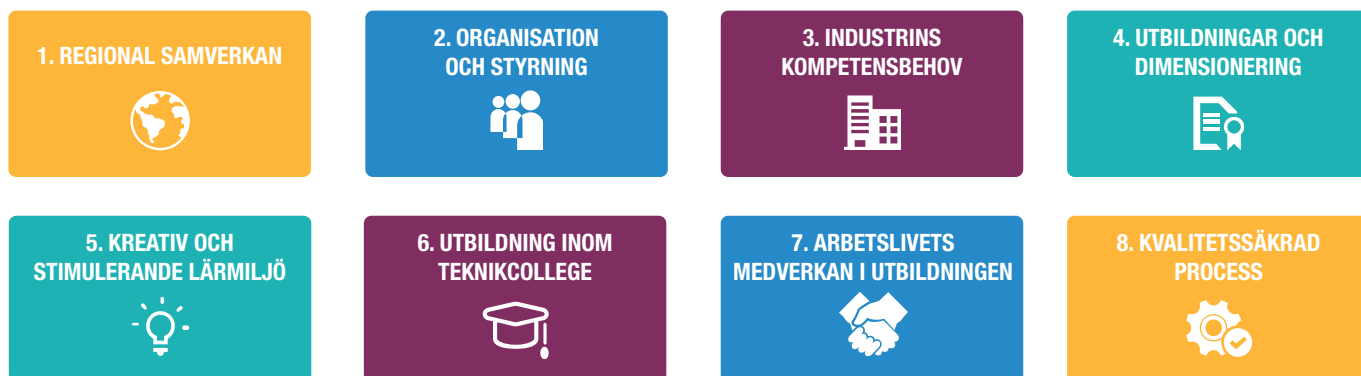 1. REGIONAL SAMVERKAN
2. ORGANISATION
OCH STYRNING
3. INDUSTRINS
KOMPETENSBEHOV
4. UTBILDNINGAR OCH
DIMENSIONERING
5. KREATIV OCH
STIMULERANDE LÄRMILJÖ
6. UTBILDNING INOM
TEKNIKCOLLEGE
7. ARBETSLIVETS
MEDVERKAN I UTBILDNINGEN
8. KVALITETSSÄKRAD
PROCESS